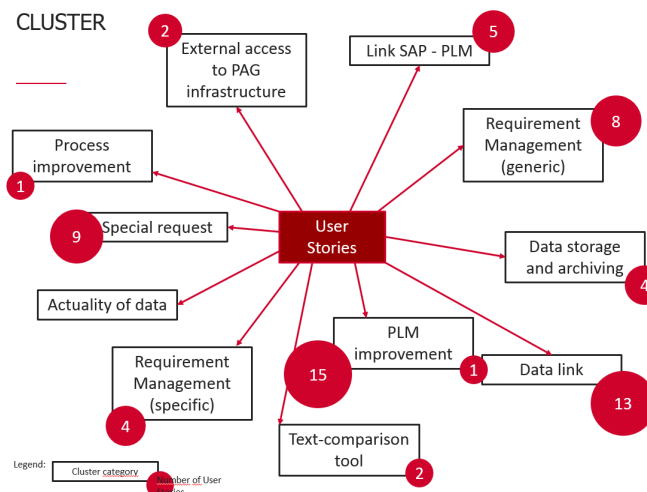 CLUSTER
2
External access
to PAG
infrastructure
5
Link SAP - PLM
8
Requirement
Management
(generic)
Process
improvement
1
9
Special request
User
Stories
Data storage
and archiving
4
Actuality of data
PLM
improvement
15
1
Data link
13
Requirement
Management
(specific)
4
Text-comparison
tool
2
Legend:
Cluster category
Number of User
Stories